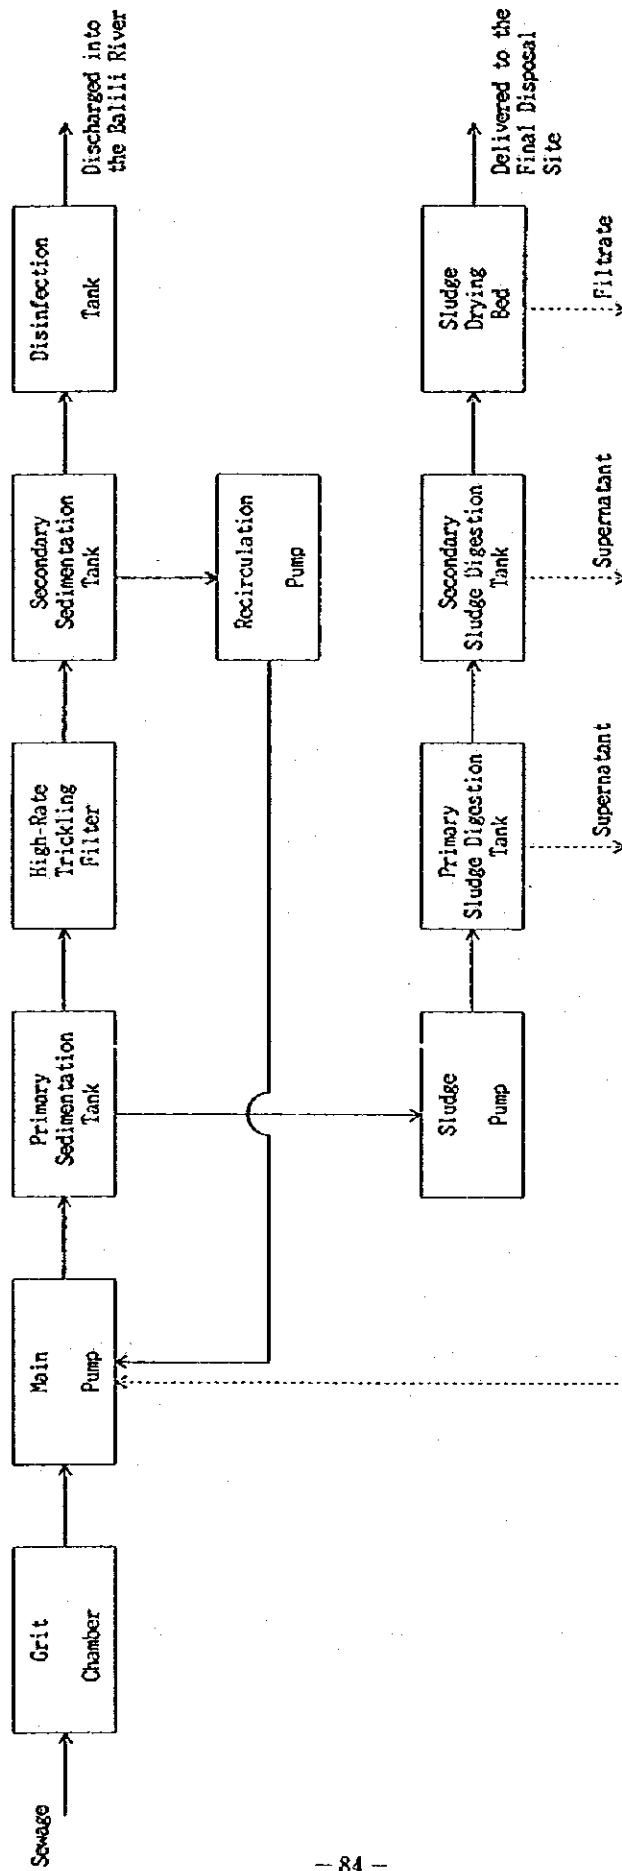 Sewage
Grit
Chamber
Main
Pump
Primary
Sedimentation
Tank
High-Rate
Trickling
Filter
Secondary
Sedimentation
Tank
Disinfection
Tank
Discharged into
the Balili River
Recirculation
Pump
Sludge
Pump
Primary
Sludge Digestion
Tank
Secondary
Sludge Digestion
Tank
Sludge
Drying
Bed
Delivered to the
Final Disposal
Site
Supernatant
Supernatant
Filtrate
- 84 -